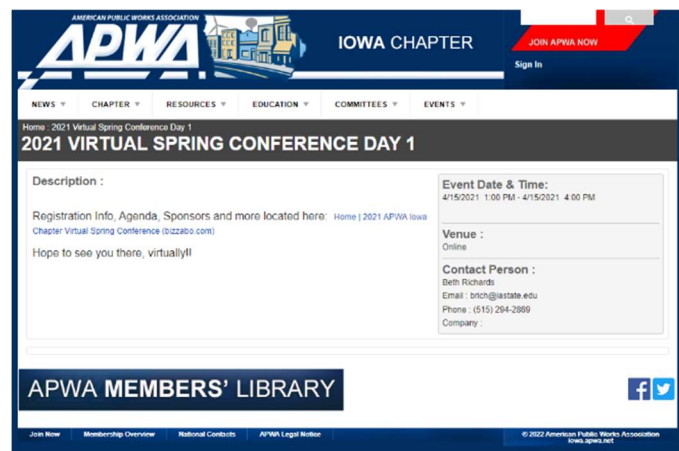 AMERICAN PUBLIC WORKS ASSOCIATION
APWA
IOWA CHAPTER
JOIN APWA NOW
Sign In
NEWS CHAPTER RESOURCES EDUCATION COMMITTEES EVENTS
Home : 2021 Virtual Spring Conference Day 1
2021 VIRTUAL SPRING CONFERENCE DAY 1
Description :
Registration Info, Agenda, Sponsors and more located here: Home | 2021 APWA Iowa
Chapter Virtual Spring Conference (bizzabo.com)
Hope to see you there, virtually!!
Event Date & Time:
4/15/2021 1:00 PM - 4/15/2021 4:00 PM
Venue :
Online
Contact Person :
Beth Richards
Email : brich@iastate.edu
Phone : (515) 294-2869
Company :
APWA MEMBERS' LIBRARY
Join Now Membership Overview National Contacts APWA Legal Notice
© 2022 American Public Works Association
iowa.apwa.net